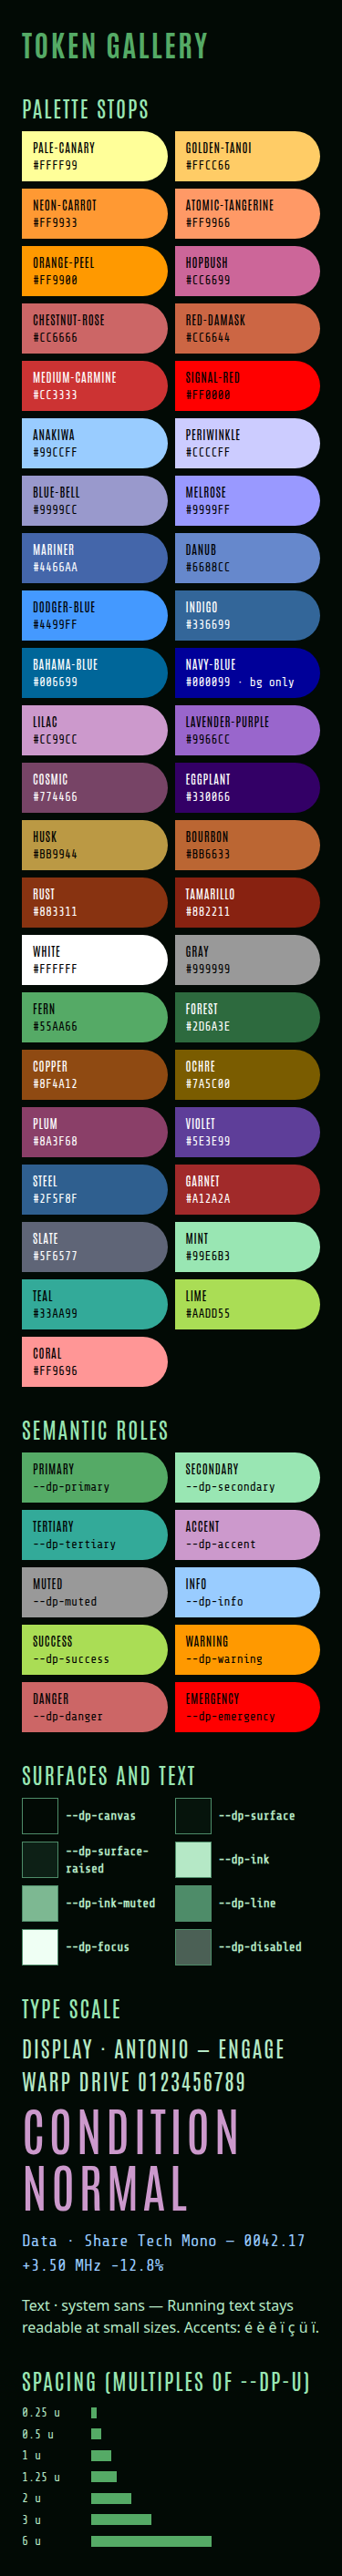 TOKEN GALLERY
PALETTE STOPS
PALE-CANARY
#FFFF99
GOLDEN-TANOI
#FFCC66
NEON-CARROT
#FF9933
ATOMIC-TANGERINE
#FF9966
ORANGE-PEEL
#FF9900
HOPBUSH
#CC6699
CHESTNUT-ROSE
#CC6666
RED-DAMASK
#CC6644
MEDIUM-CARMINE
#CC3333
SIGNAL-RED
#FF0000
ANAKIWA
#99CCFF
PERIWINKLE
#CCCCFF
BLUE-BELL
#9999CC
MELROSE
#9999FF
MARINER
#4466AA
DANUB
#6688CC
DODGER-BLUE
#4499FF
INDIGO
#336699
BAHAMA-BLUE
#006699
NAVY-BLUE
#000099 · bg only
LILAC
#CC99CC
LAVENDER-PURPLE
#9966CC
COSMIC
#774466
EGGPLANT
#330066
HUSK
#BB9944
BOURBON
#BB6633
RUST
#883311
TAMARILLO
#882211
WHITE
#FFFFFF
GRAY
#999999
FERN
#55AA66
FOREST
#2D6A3E
COPPER
#8F4A12
OCHRE
#7A5C00
PLUM
#8A3F68
VIOLET
#5E3E99
STEEL
#2F5F8F
GARNET
#A12A2A
SLATE
#5F6577
MINT
#99E6B3
TEAL
#33AA99
LIME
#AADD55
CORAL
#FF9696
SEMANTIC ROLES
PRIMARY
--dp-primary
SECONDARY
--dp-secondary
TERTIARY
--dp-tertiary
ACCENT
--dp-accent
MUTED
--dp-muted
INFO
--dp-info
SUCCESS
--dp-success
WARNING
--dp-warning
DANGER
--dp-danger
EMERGENCY
--dp-emergency
SURFACES AND TEXT
--dp-canvas
--dp-surface
--dp-surface-
raised
--dp-ink
--dp-ink-muted
--dp-line
--dp-focus
--dp-disabled
TYPE SCALE
DISPLAY · ANTONIO — ENGAGE
WARP DRIVE 0123456789
CONDITION
NORMAL
Data · Share Tech Mono — 0042.17
+3.50 MHz −12.8%
Text · system sans — Running text stays
readable at small sizes. Accents: é è ê ï ç ü ï.
SPACING (MULTIPLES OF --DP-U)
0.25 u
0.5 u
1 u
1.25 u
2 u
3 u
6 u